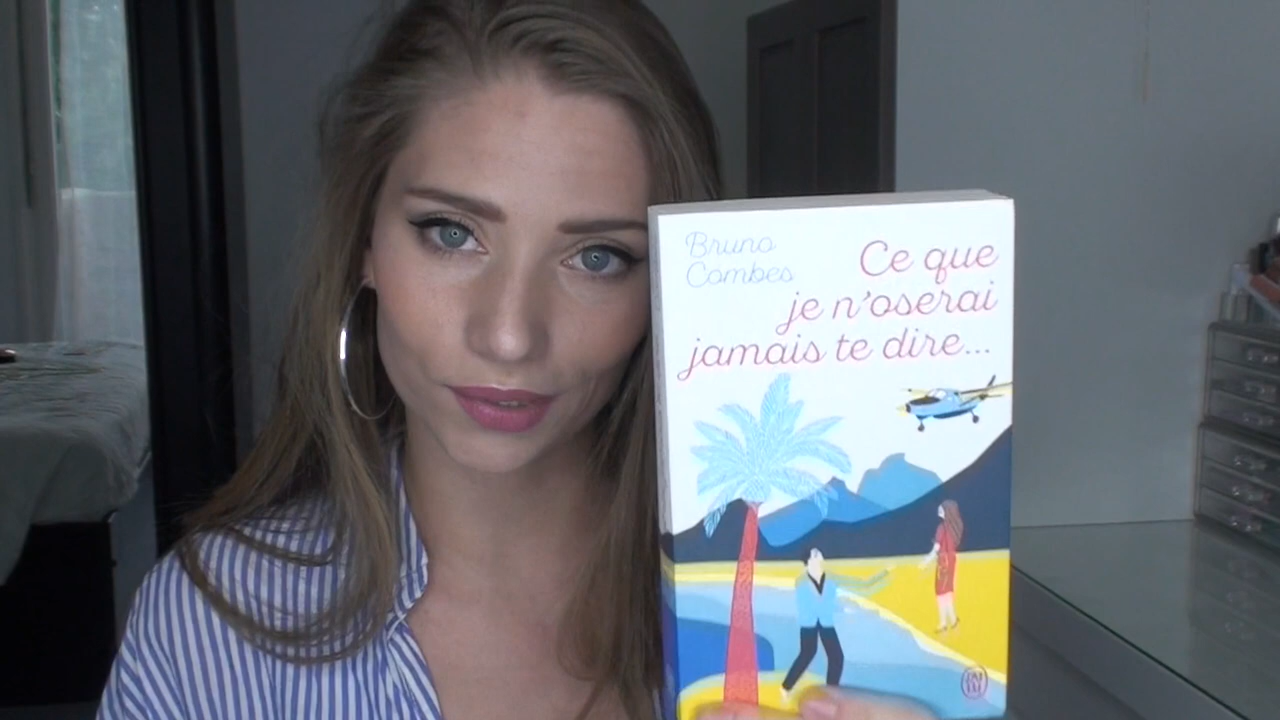 Bruno
Combes
Ce que
je n'oserai
jamais te dire...